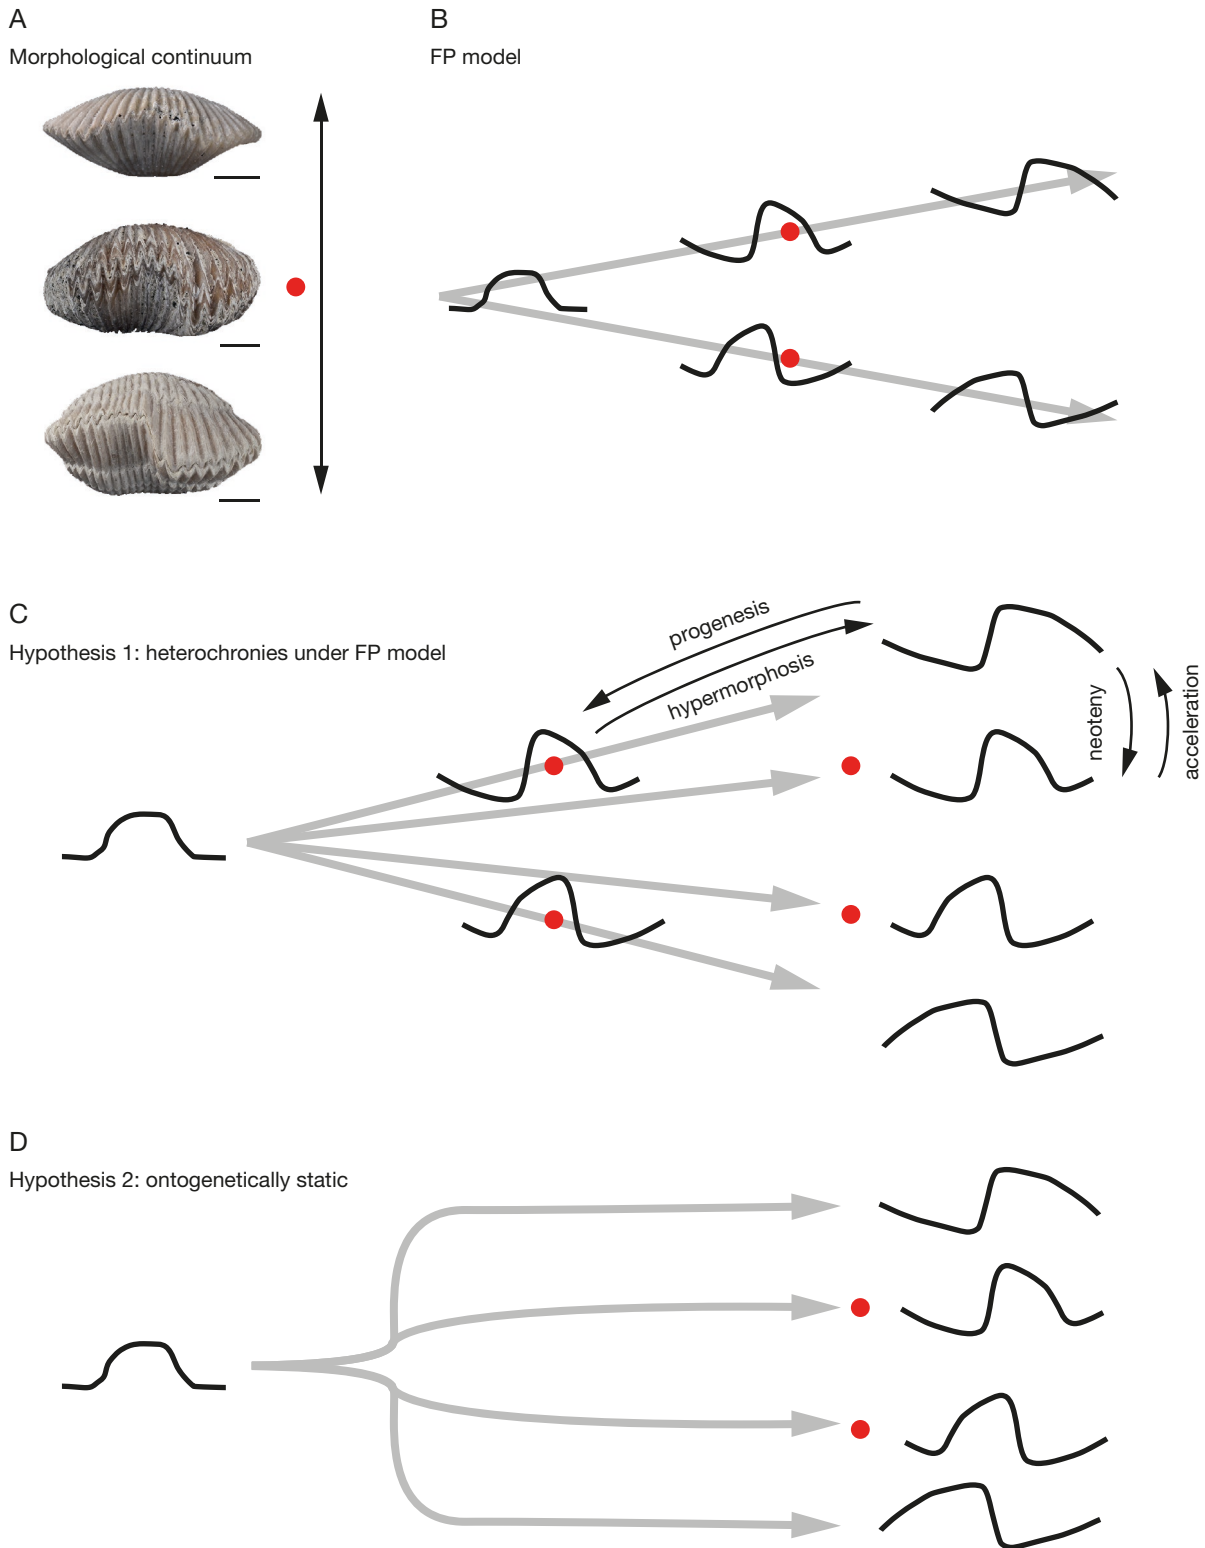 A
Morphological continuum
B
FP model
C
Hypothesis 1: heterochronies under FP model
progenesis
hypermorphosis
neoteny
acceleration
D
Hypothesis 2: ontogenetically static